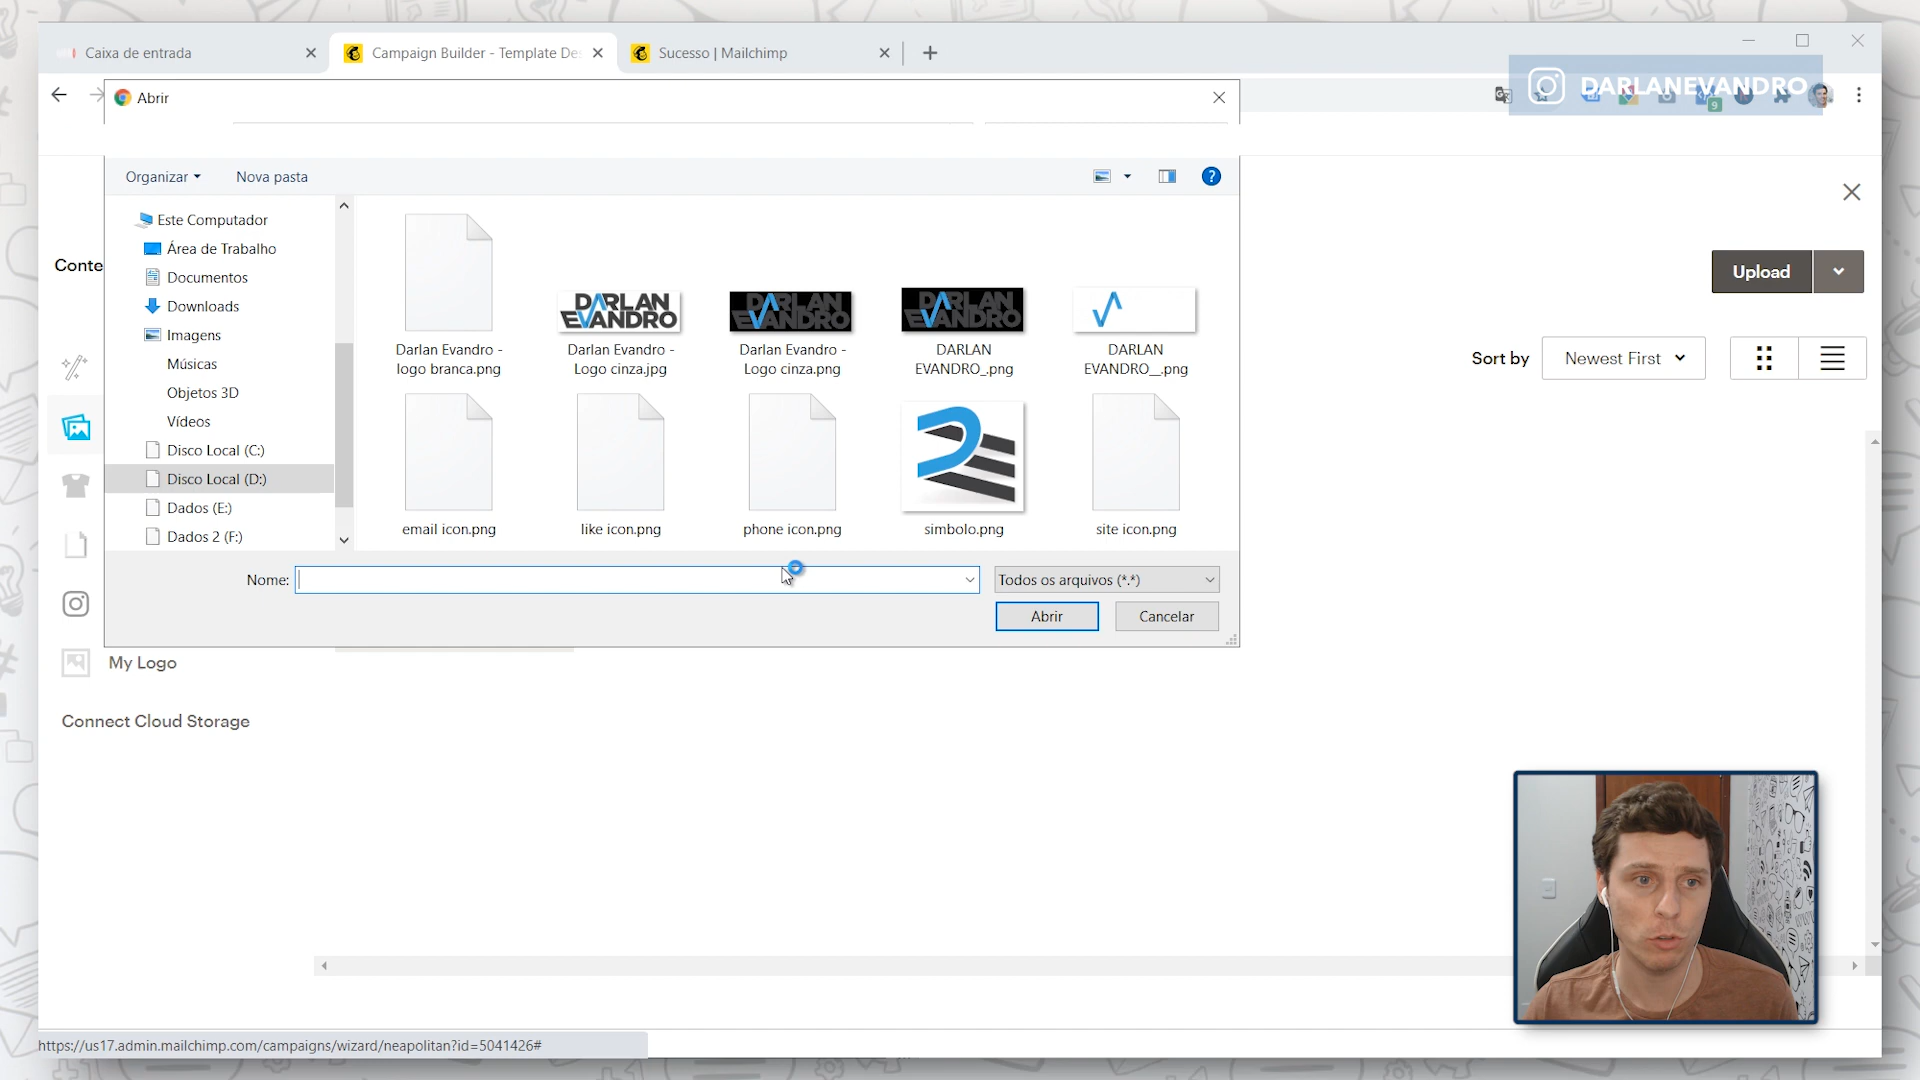 Caixa de entrada
Campaign Builder - Template De
Sucesso | Mailchimp
DARLANEVANDRO
9
Abrir
Organizar
Nova pasta
Este Computador
Área de Trabalho
Documentos
Downloads
Imagens
Músicas
Objetos 3D
Vídeos
Disco Local (C:)
Disco Local (D:)
Dados (E:)
Dados 2 (F:)
DARLAN
EVANDRO
DARLAN
EVANDRO
DARLAN
EVANDRO
Darlan Evandro -
logo branca.png
Darlan Evandro -
Logo cinza.jpg
Darlan Evandro -
Logo cinza.png
DARLAN
EVANDRO_.png
DARLAN
EVANDRO__.png
email icon.png
like icon.png
phone icon.png
simbolo.png
site icon.png
Nome:
Todos os arquivos (*.*)
Abrir
Cancelar
Conte
Upload
Sort by
Newest First
My Logo
Connect Cloud Storage
https://us17.admin.mailchimp.com/campaigns/wizard/neapolitan?id=5041426#